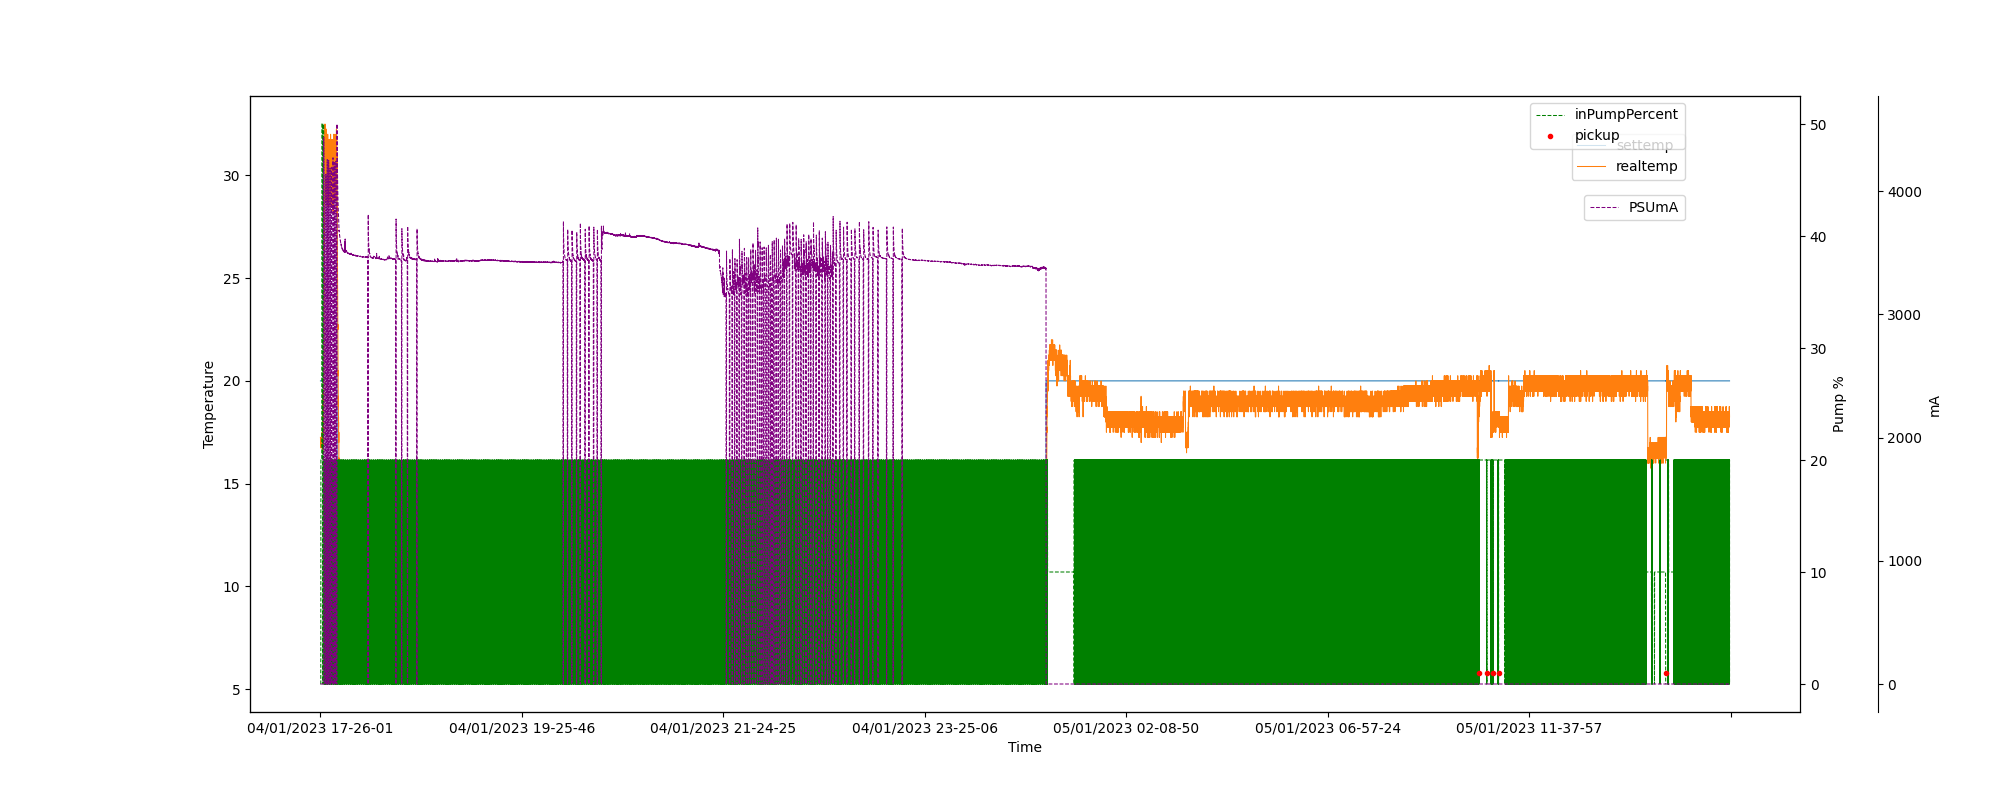 inPumpPercent
pickup
settemp
realtemp
PSUmA
30
25
20
15
10
5
Temperature
50
40
30
20
10
0
Pump %
4000
3000
2000
1000
0
mA
04/01/2023 17-26-01
04/01/2023 19-25-46
04/01/2023 21-24-25
04/01/2023 23-25-06
05/01/2023 02-08-50
05/01/2023 06-57-24
05/01/2023 11-37-57
Time